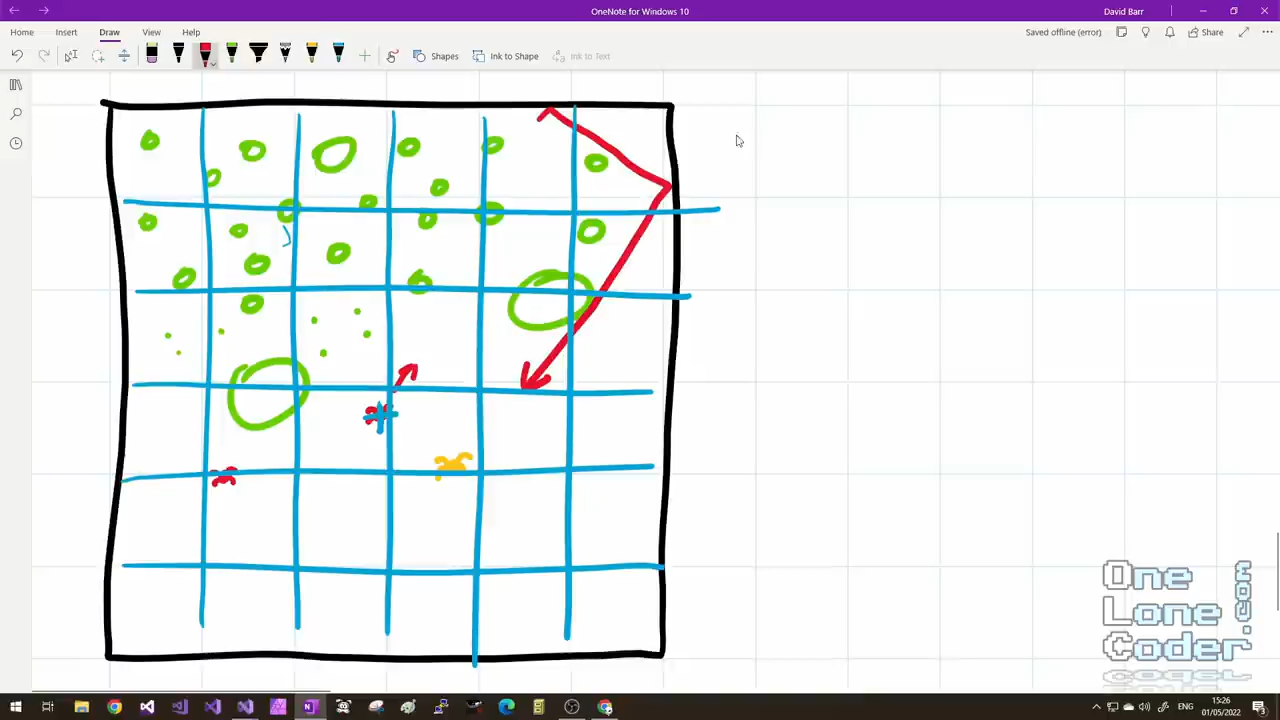 OneNote for Windows 10
David Barr
Home
Insert
Draw
View
Help
Saved offline (error)
Share
Shapes
Ink to Shape
Ink to Text
One
Lone
Coder
.com
ENG
15:26
01/05/2022